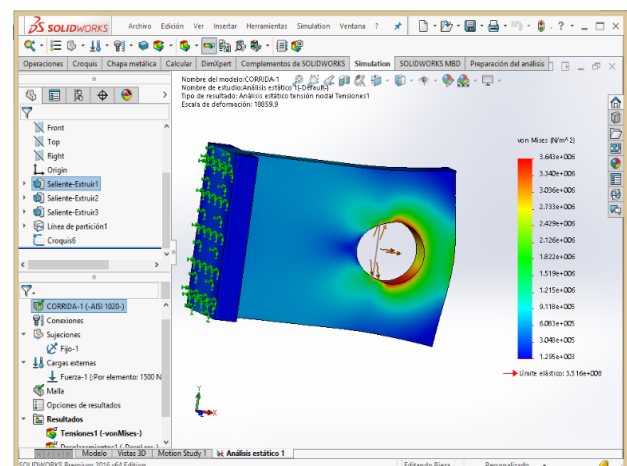 SOLIDWORKS Archivo Edición Ver Insertar Herramientas Simulation Ventana ?
Operaciones Croquis Chapa metálica Calcular DimXpert Complementos de SOLIDWORKS Simulation SOLIDWORKS MBD Preparación del análisis
Nombre del modelo:CORRIDA-1
Nombre de estudio:Análisis estático 1(-Default-)
Tipo de resultado: Análisis estático tensión nodal Tensiones1
Escala de deformación: 18859.9
Front
Top
Right
Origin
Saliente-Extruir1
Saliente-Extruir2
Saliente-Extruir3
Línea de partición1
Croquis6
CORRIDA-1 (-AISI 1020-)
Conexiones
Sujeciones
Fijo-1
Cargas externas
Fuerza-1 (:Por elemento: 1500 N
Malla
Opciones de resultados
Resultados
Tensiones1 (-vonMises-)
von Mises (N/m^2)
3.643e+006
3.340e+006
3.036e+006
2.733e+006
2.429e+006
2.126e+006
1.822e+006
1.519e+006
1.215e+006
9.118e+005
6.083e+005
3.048e+005
1.295e+003
Límite elástico: 3.516e+008
Y
X
Modelo Vistas 3D Motion Study 1 Análisis estático 1
SOLIDWORKS Premium 2016 x64 Edition Editando Pieza Personalizado